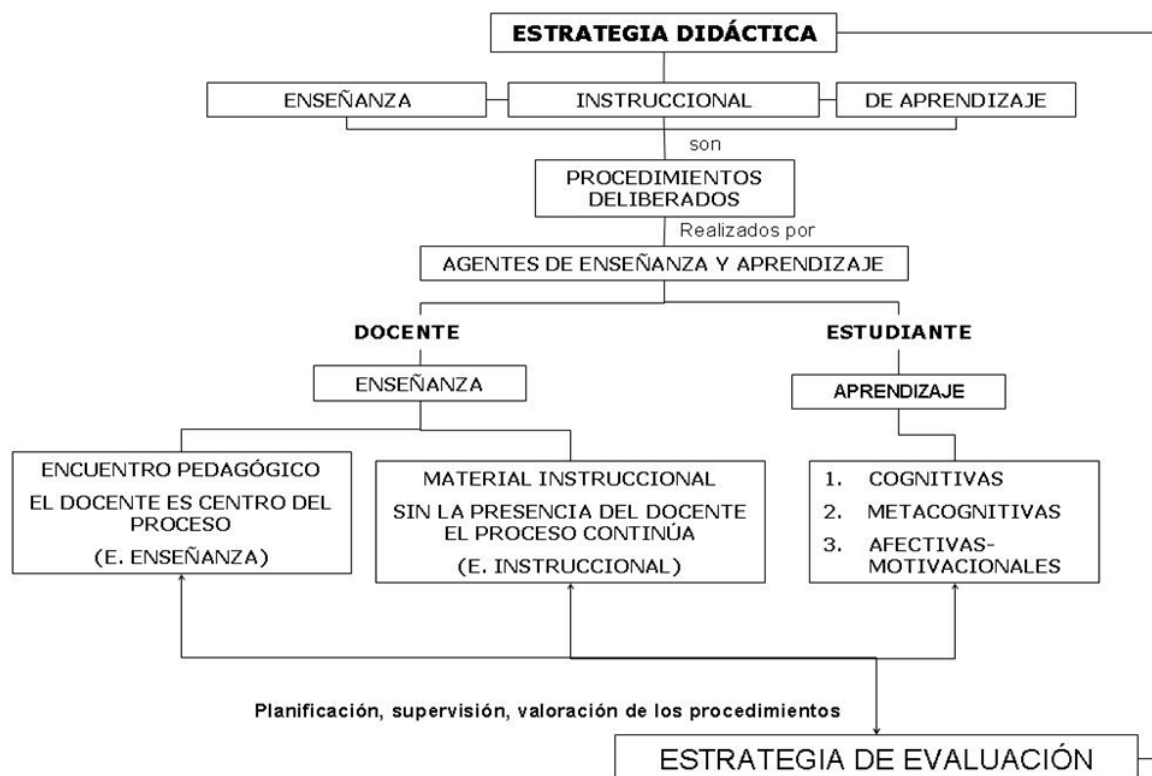 ESTRATEGIA DIDÁCTICA
ENSEÑANZA
INSTRUCCIONAL
DE APRENDIZAJE
son
PROCEDIMIENTOS
DELIBERADOS
Realizados por
AGENTES DE ENSEÑANZA Y APRENDIZAJE
DOCENTE
ESTUDIANTE
ENSEÑANZA
APRENDIZAJE
ENCUENTRO PEDAGÓGICO
EL DOCENTE ES CENTRO DEL
PROCESO
(E. ENSEÑANZA)
MATERIAL INSTRUCCIONAL
SIN LA PRESENCIA DEL DOCENTE
EL PROCESO CONTINÚA
(E. INSTRUCCIONAL)
1. COGNITIVAS
2. METACOGNITIVAS
3. AFECTIVAS-
MOTIVACIONALES
Planificación, supervisión, valoración de los procedimientos
ESTRATEGIA DE EVALUACIÓN